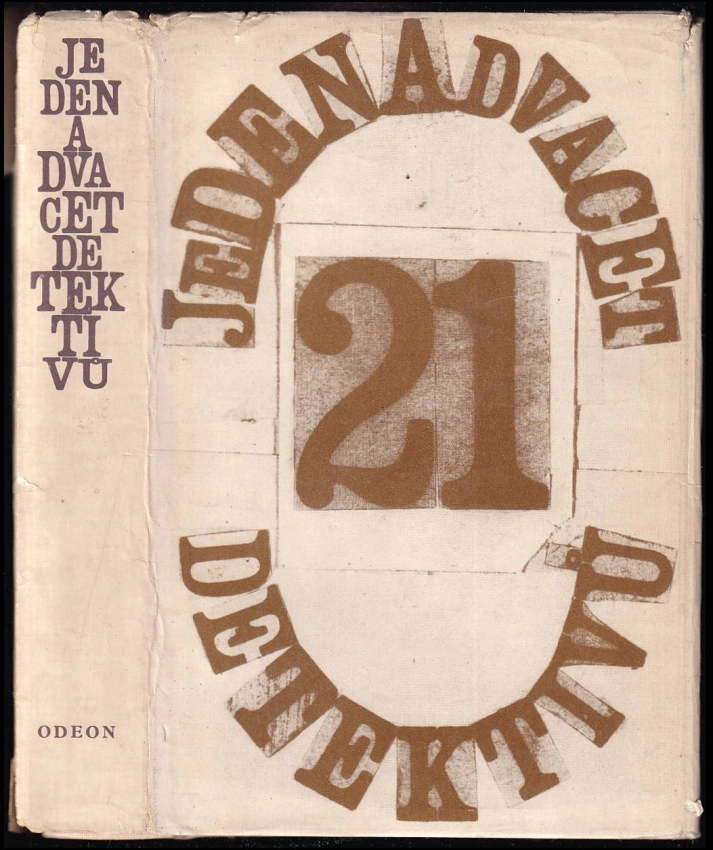 JE
DEN
A
DVA
CET
DE
TEK
TI
VŮ
ODEON
JEDENADVACET
21
DETEKTIVŮ